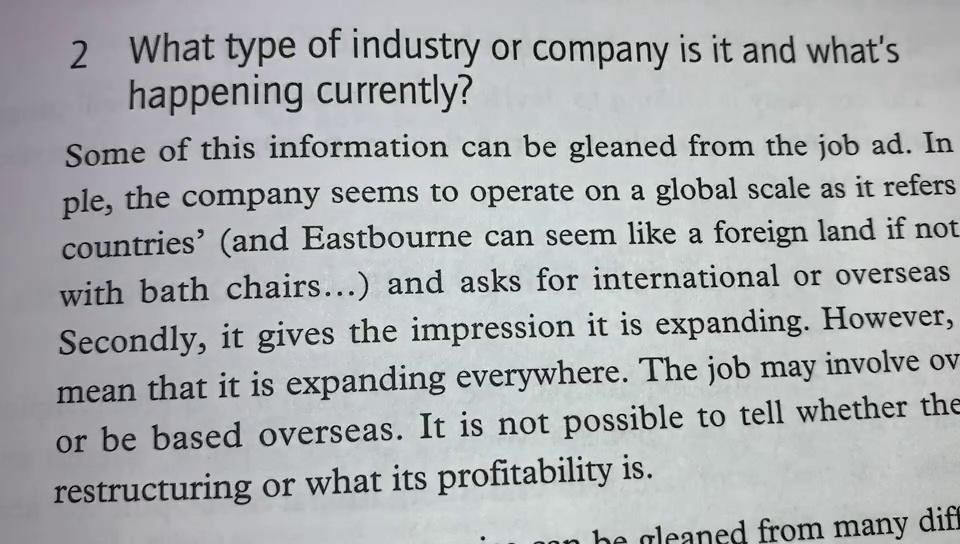 2 What type of industry or company is it and what's
happening currently?
Some of this information can be gleaned from the job ad. In
ple, the company seems to operate on a global scale as it refers
countries’ (and Eastbourne can seem like a foreign land if not
with bath chairs...) and asks for international or overseas
Secondly, it gives the impression it is expanding. However,
mean that it is expanding everywhere. The job may involve ov
or be based overseas. It is not possible to tell whether the
restructuring or what its profitability is.
can be gleaned from many diff